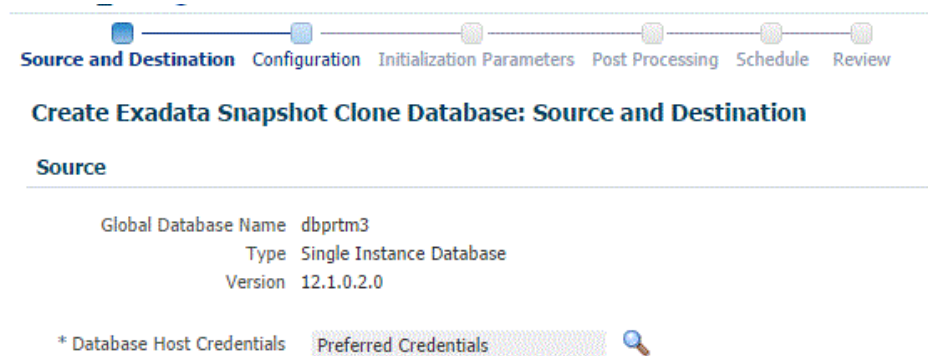 Source and Destination Configuration Initialization Parameters Post Processing Schedule Review
Create Exadata Snapshot Clone Database: Source and Destination
Source
Global Database Name dbprtm3
Type Single Instance Database
Version 12.1.0.2.0
* Database Host Credentials Preferred Credentials